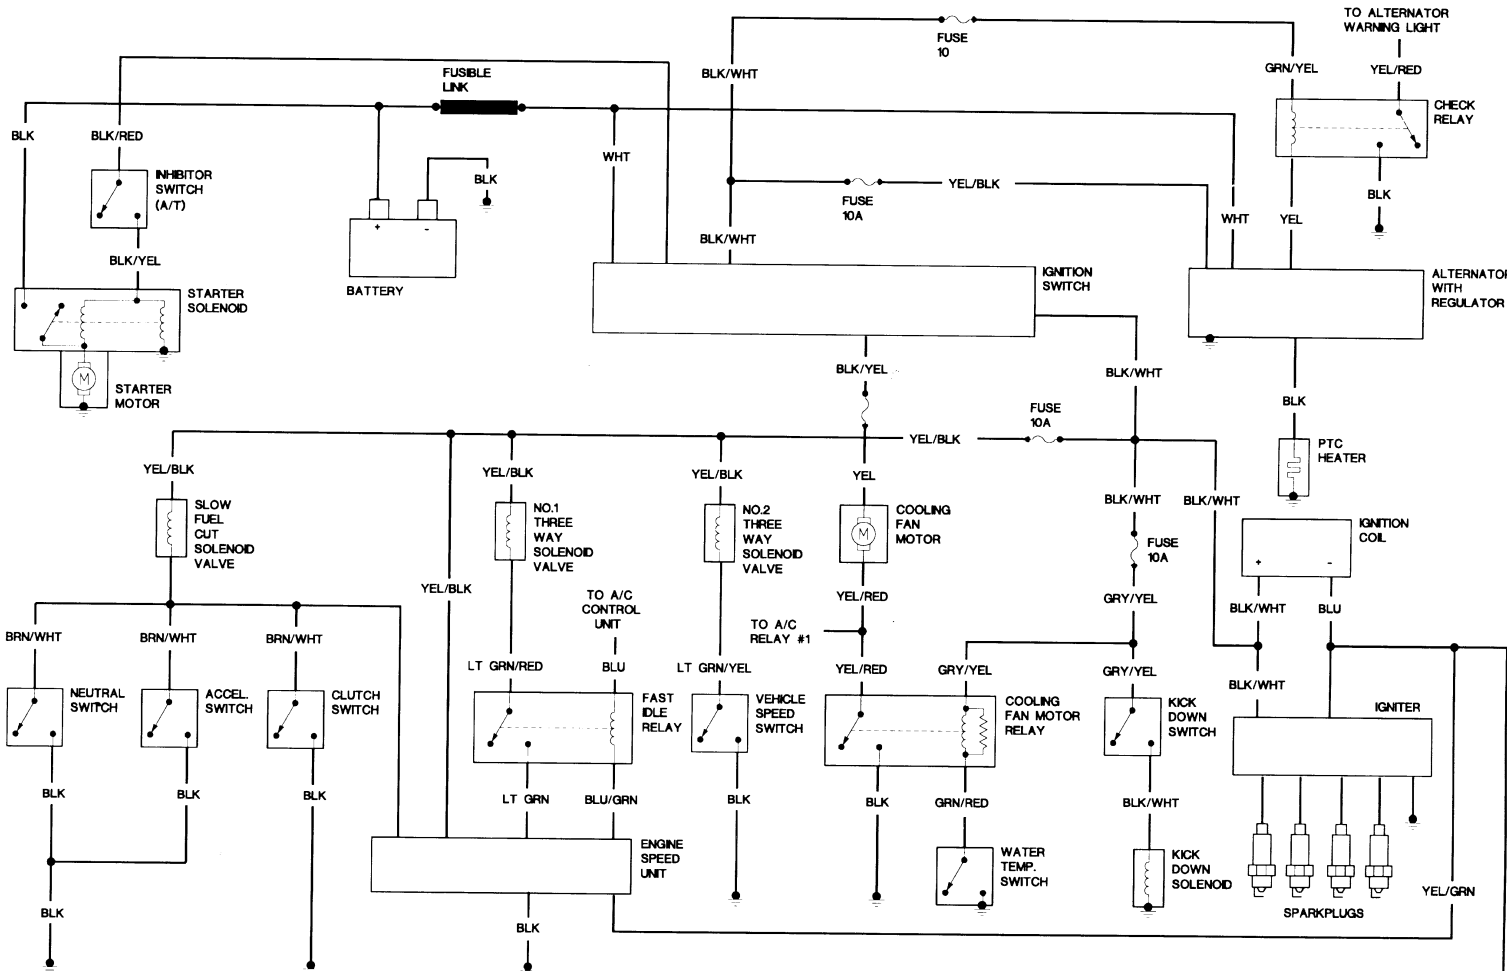 TO ALTERNATOR
WARNING LIGHT
FUSE
10
BLK/WHT
GRN/YEL
YEL/RED
FUSIBLE
LINK
CHECK
RELAY
BLK
BLK/RED
WHT
INHIBITOR
SWITCH
(A/T)
BLK
YEL/BLK
FUSE
10A
BLK
WHT
YEL
+
-
BLK/WHT
BLK/YEL
BATTERY
IGNITION
SWITCH
ALTERNATOR
WITH
REGULATOR
STARTER
SOLENOID
M
STARTER
MOTOR
BLK/YEL
BLK/WHT
BLK
FUSE
10A
YEL/BLK
PTC
HEATER
YEL/BLK
YEL/BLK
YEL/BLK
YEL
BLK/WHT
BLK/WHT
SLOW
FUEL
CUT
SOLENOID
VALVE
NO.1
THREE
WAY
SOLENOID
VALVE
NO.2
THREE
WAY
SOLENOID
VALVE
M
COOLING
FAN
MOTOR
FUSE
10A
IGNITION
COIL
+
-
YEL/BLK
TO A/C
CONTROL
UNIT
YEL/RED
GRY/YEL
BLK/WHT
BLU
BRN/WHT
BRN/WHT
BRN/WHT
TO A/C
RELAY #1
LT GRN/RED
BLU
LT GRN/YEL
YEL/RED
GRY/YEL
GRY/YEL
BLK/WHT
NEUTRAL
SWITCH
ACCEL.
SWITCH
CLUTCH
SWITCH
FAST
IDLE
RELAY
VEHICLE
SPEED
SWITCH
COOLING
FAN MOTOR
RELAY
KICK
DOWN
SWITCH
IGNITER
BLK
BLK
BLK
LT GRN
BLU/GRN
BLK
BLK
GRN/RED
BLK/WHT
ENGINE
SPEED
UNIT
WATER
TEMP.
SWITCH
KICK
DOWN
SOLENOID
YEL/GRN
BLK
BLK
SPARKPLUGS